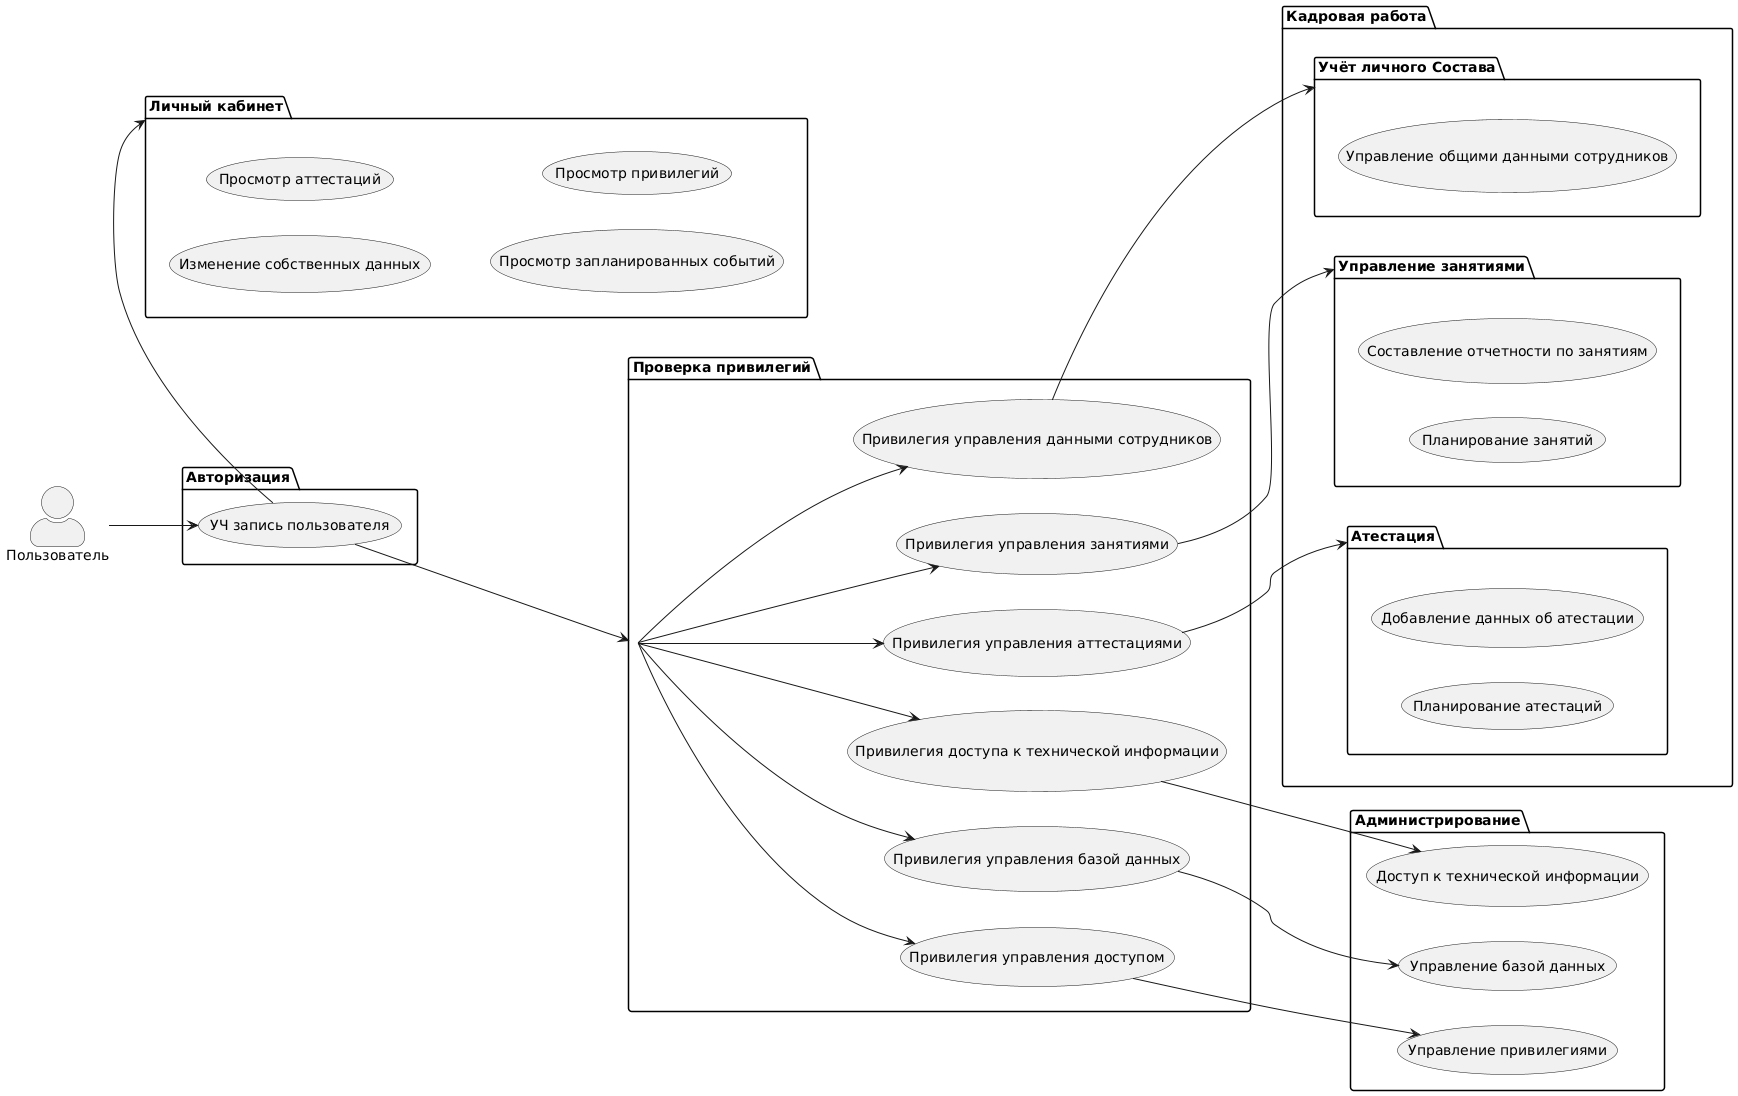 Кадровая работа
Учёт личного Состава
Управление общими данными сотрудников
Личный кабинет
Просмотр аттестаций
Просмотр привилегий
Изменение собственных данных
Просмотр запланированных событий
Управление занятиями
Составление отчетности по занятиям
Планирование занятий
Проверка привилегий
Привилегия управления данными сотрудников
Авторизация
УЧ запись пользователя
Пользователь
Привилегия управления занятиями
Привилегия управления аттестациями
Привилегия доступа к технической информации
Привилегия управления базой данных
Привилегия управления доступом
Атестация
Добавление данных об атестации
Планирование атестаций
Администрирование
Доступ к технической информации
Управление базой данных
Управление привилегиями